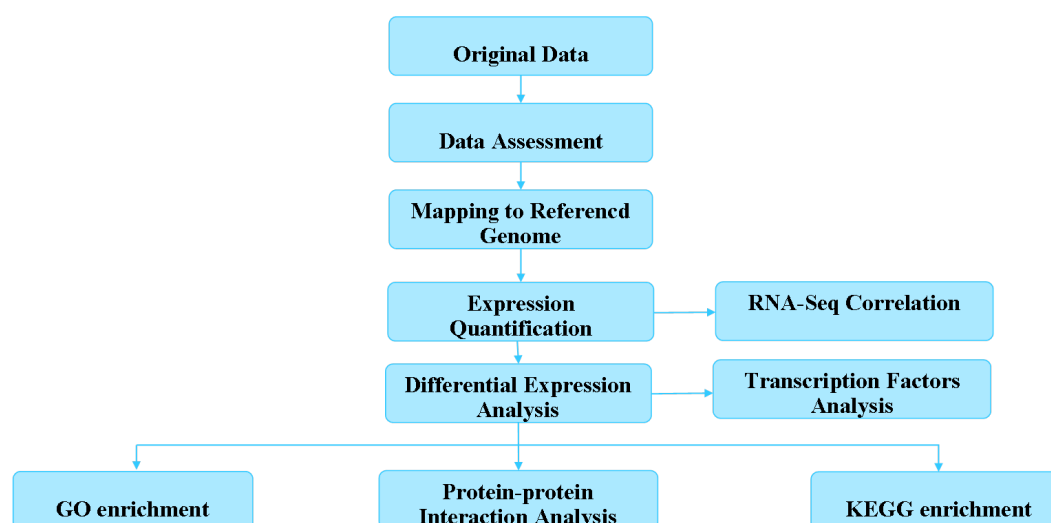 Original Data
Data Assessment
Mapping to Referencd
Genome
Expression
Quantification
RNA-Seq Correlation
Differential Expression
Analysis
Transcription Factors
Analysis
GO enrichment
Protein-protein
Interaction Analysis
KEGG enrichment